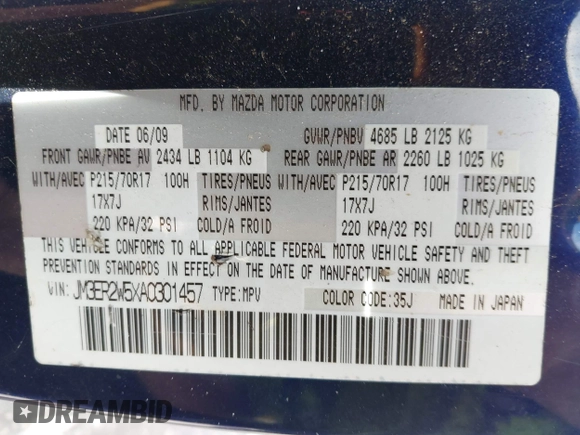 MFD. BY MAZDA MOTOR CORPORATION
DATE 06/09 GVWR/PNBV 4685 LB 2125 KG
FRONT GAWR/PNBE AV 2434 LB 1104 KG REAR GAWR/PNBE AR 2260 LB 1025 KG
WITH/AVEC P215/70R17 100H TIRES/PNEUS WITH/AVEC P215/70R17 100H TIRES/PNEUS
17X7J RIMS/JANTES 17X7J RIMS/JANTES
220 KPA/32 PSI COLD/A FROID 220 KPA/32 PSI COLD/A FROID
THIS VEHICLE CONFORMS TO ALL APPLICABLE FEDERAL MOTOR VEHICLE SAFETY AND THEFT
PREVENTION STANDARDS IN EFFECT ON THE DATE OF MANUFACTURE SHOWN ABOVE.
VIN: JM3ER2W5XA0301457 TYPE:MPV COLOR CODE:35J MADE IN JAPAN
DREAMBID